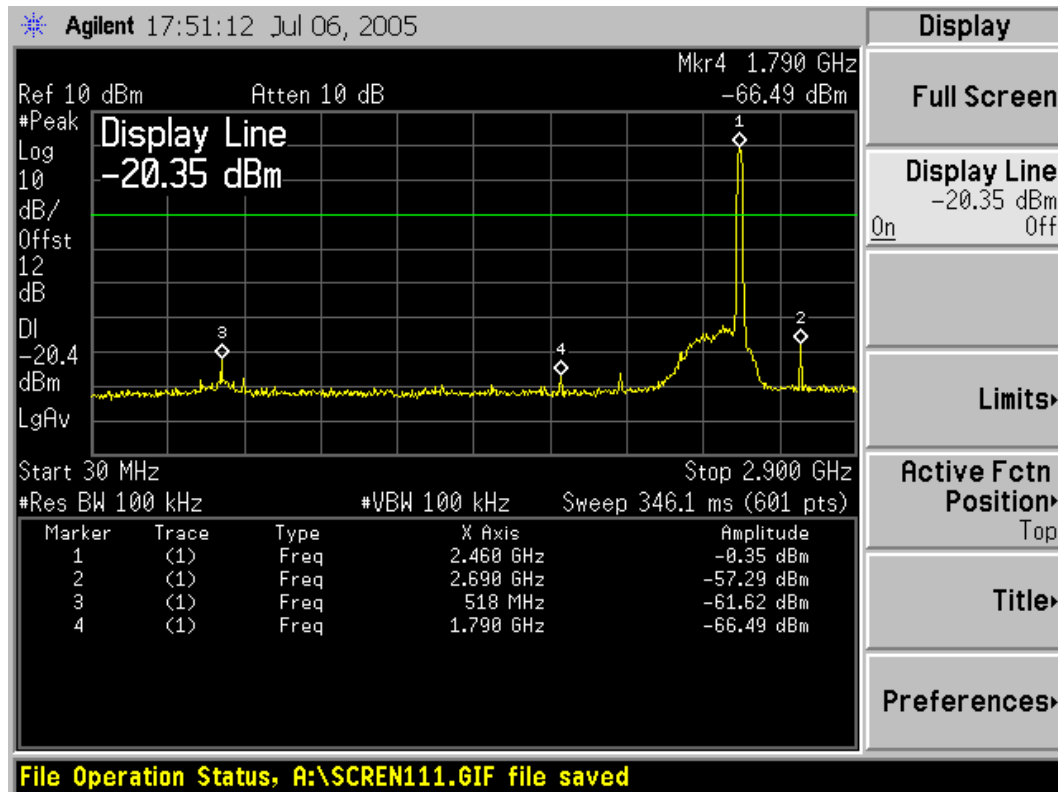 Agilent 17:51:12 Jul 06, 2005
Mkr4 1.790 GHz
Ref 10 dBm Atten 10 dB -66.49 dBm
#Peak
Log
10
dB/
Offst
12
dB
DI
-20.4
dBm
LgAv
Display Line
-20.35 dBm
1
2
3
4
Start 30 MHz Stop 2.900 GHz
#Res BW 100 kHz #VBW 100 kHz Sweep 346.1 ms (601 pts)
Marker Trace Type X Axis Amplitude
1 (1) Freq 2.460 GHz -0.35 dBm
2 (1) Freq 2.690 GHz -57.29 dBm
3 (1) Freq 518 MHz -61.62 dBm
4 (1) Freq 1.790 GHz -66.49 dBm
Display
Full Screen
Display Line
-20.35 dBm
On Off
Limits
Active Fctn
Position
Top
Title
Preferences
File Operation Status, A:\SCREN111.GIF file saved